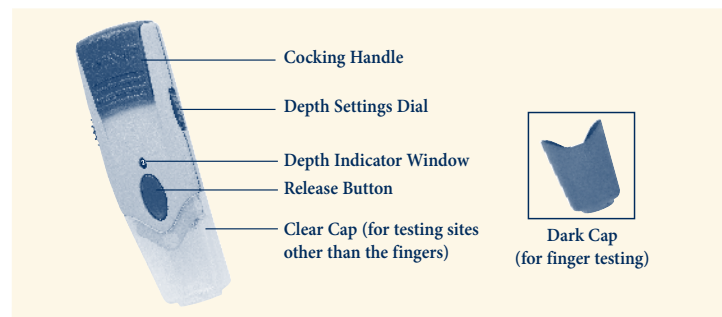 Cocking Handle
Depth Settings Dial
Depth Indicator Window
Release Button
Clear Cap (for testing sites
other than the fingers)
Dark Cap
(for finger testing)